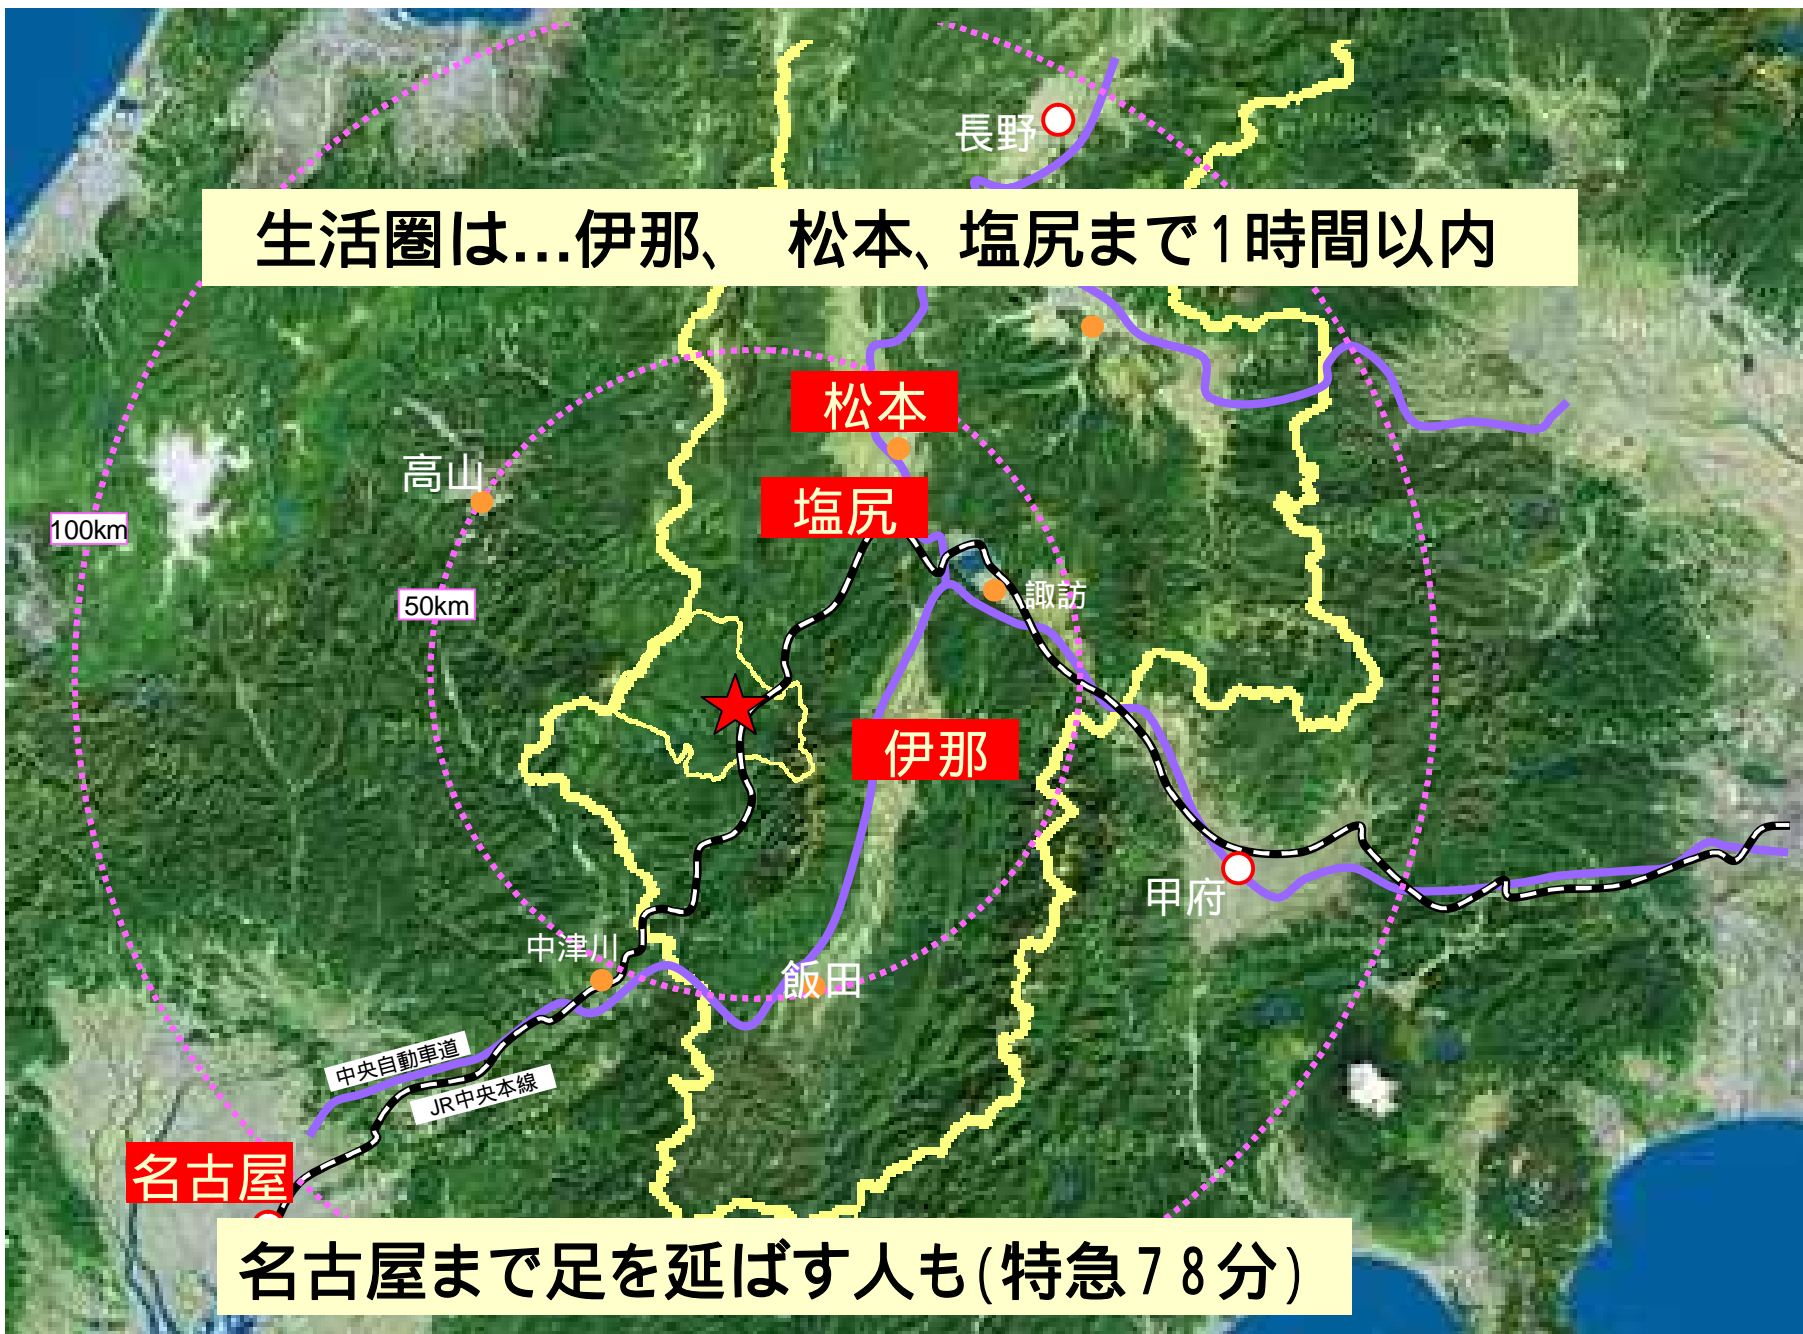 長野
生活圏は…伊那、 松本、塩尻まで1時間以内
松本
高山
塩尻
100km
50km
諏訪
伊那
甲府
中津川
飯田
中央自動車道
JR中央本線
名古屋
名古屋まで足を延ばす人も(特急78分)